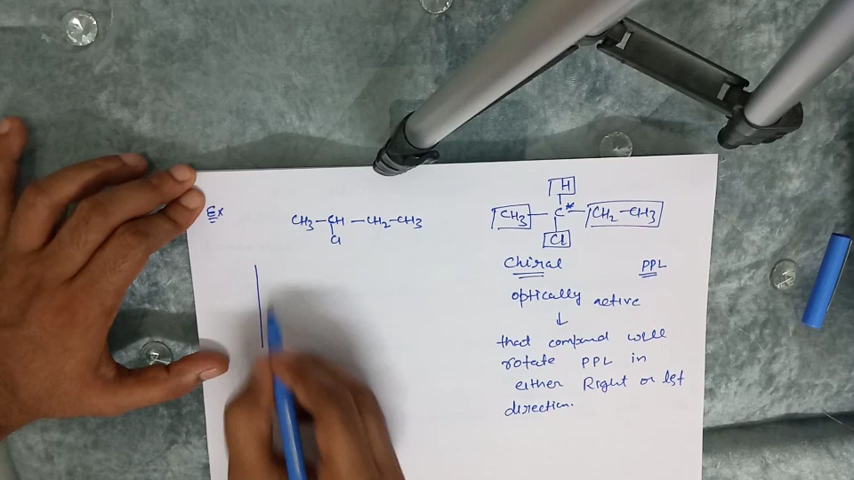 Ex
CH3-CH-CH2-CH3
Cl
H
CH3-C*-CH2-CH3
Cl
Chiral PPL
optically active
↓
that compound will
rotate PPL in
either Right or left
direction.